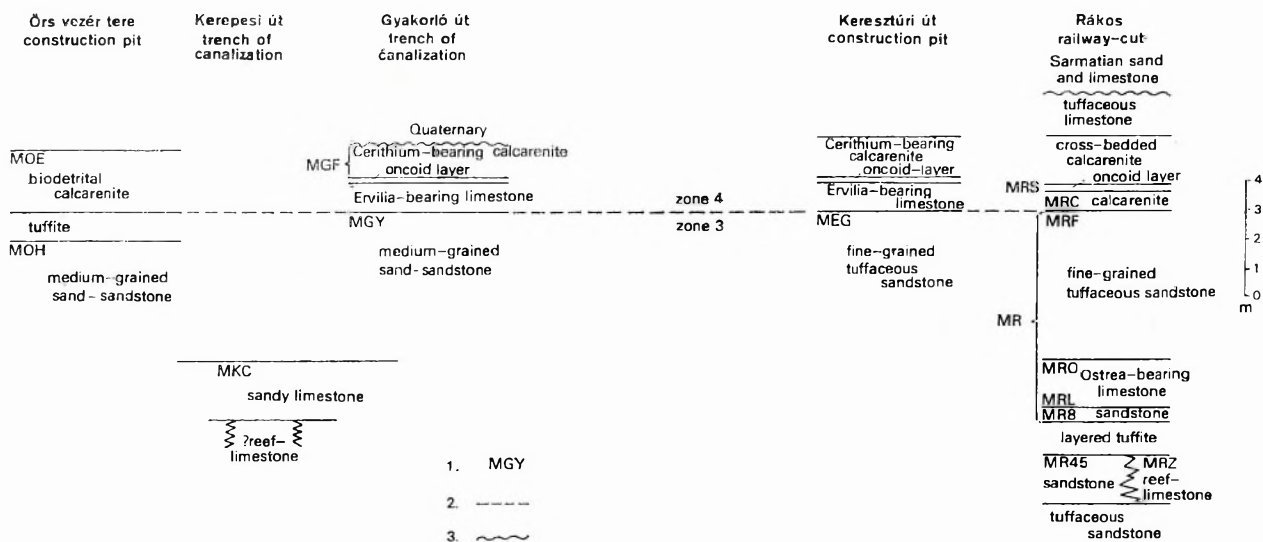 Örs vezér tere
construction pit
Kerepesi út
trench of
canalization
Gyakorló út
trench of
canalization
Keresztúri út
construction pit
Rákos
railway-cut
Sarmatian sand
and limestone
tuffaceous
limestone
MOE
biodetrital
calcarenite
tuffite
MOH
medium-grained
sand-sandstone
MKC
sandy limestone
?reef-
limestone
Quaternary
MGF
Cerithium-bearing calcarenite
oncoid layer
Ervilia-bearing limestone
MGY
medium-grained
sand-sandstone
zone 4
zone 3
Cerithium-bearing
calcarenite
oncoid-layer
Ervilia-bearing
limestone
MEG
fine-grained
tuffaceous
sandstone
cross-bedded
calcarenite
oncoid layer
MRS
MRC calcarenite
MRF
fine-grained
tuffaceous sandstone
MR
MRO Ostrea-bearing
limestone
MRL
MR8 sandstone
layered tuffite
MR45
sandstone
MRZ
reef-
limestone
tuffaceous
sandstone
4
3
2
1
0
m
1. MGY
2.
3.